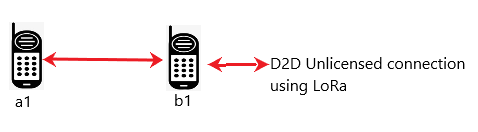 a1
b1
D2D Unlicensed connection
using LoRa